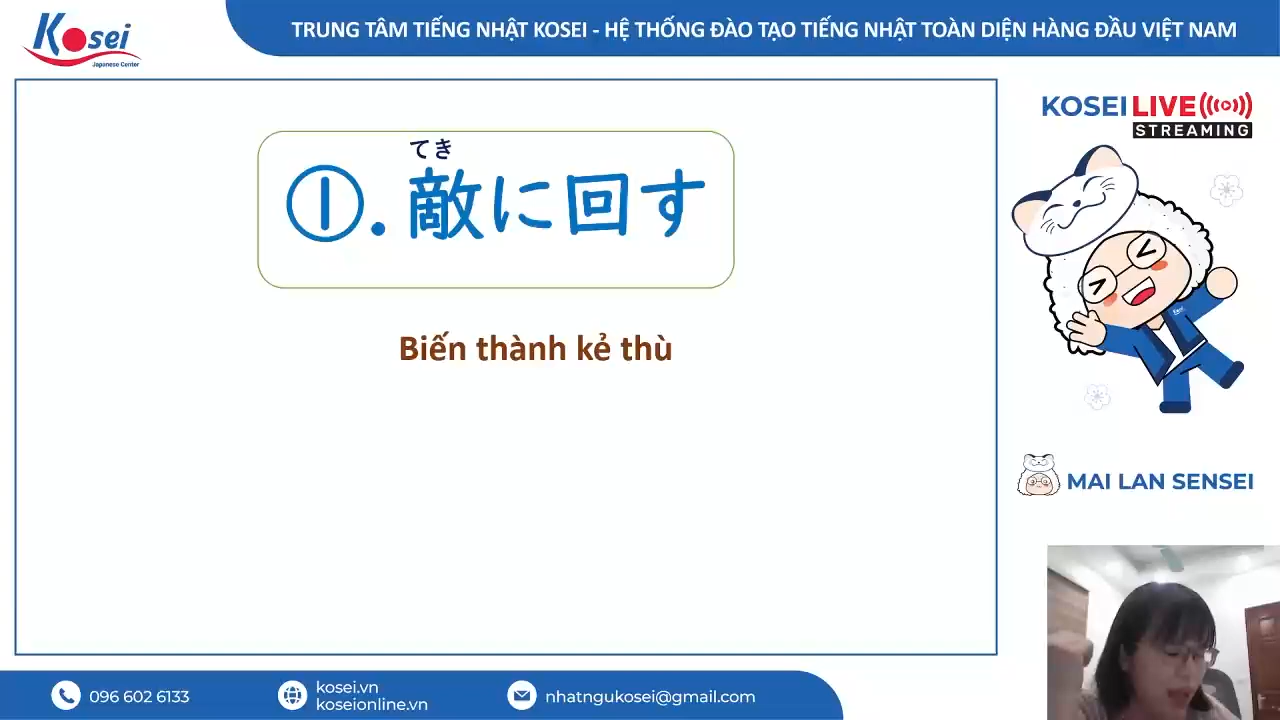 Kosei
Japanese Center
TRUNG TÂM TIẾNG NHẬT KOSEI - HỆ THỐNG ĐÀO TẠO TIẾNG NHẬT TOÀN DIỆN HÀNG ĐẦU VIỆT NAM
KOSEI LIVE
STREAMING
てき
①. 敵に回す
Biến thành kẻ thù
MAI LAN SENSEI
096 602 6133
kosei.vn
koseionline.vn
nhatngukosei@gmail.com